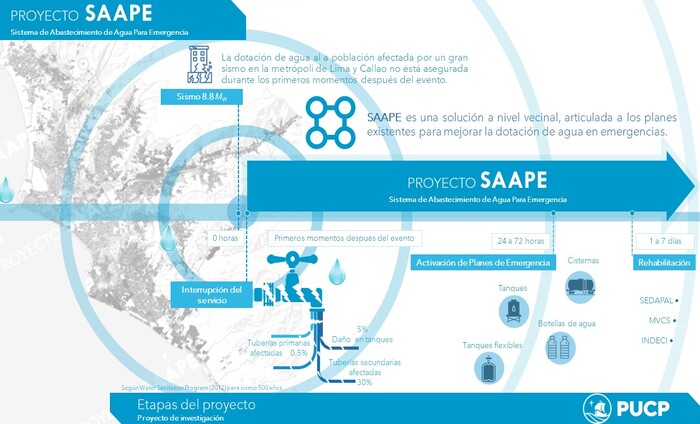 PROYECTO SAAPE
Sistema de Abastecimiento de Agua Para Emergencia
La dotación de agua al a población afectada por un gran
sismo en la metrópoli de Lima y Callao no está asegurada
durante los primeros momentos después del evento.
Sismo 8.8 Mw
SAAPE es una solución a nivel vecinal, articulada a los planes
existentes para mejorar la dotación de agua en emergencias.
PROYECTO SAAPE
Sistema de Abastecimiento de Agua Para Emergencia
0 horas
Primeros momentos después del evento
24 a 72 horas
1 a 7 días
Activación de Planes de Emergencia
Rehabilitación
Interrupción del
servicio
Cisternas
Tanques
Botellas de agua
Tanques flexibles
SEDAPAL •
MVCS •
INDECI •
5%
Daño en tanques
Tuberías primarias
afectadas 0.5%
Tuberías secundarias
afectadas
30%
Según Water Sanitation Program (2012) para sismo 500 años
Etapas del proyecto
Proyecto de investigación
PUCP